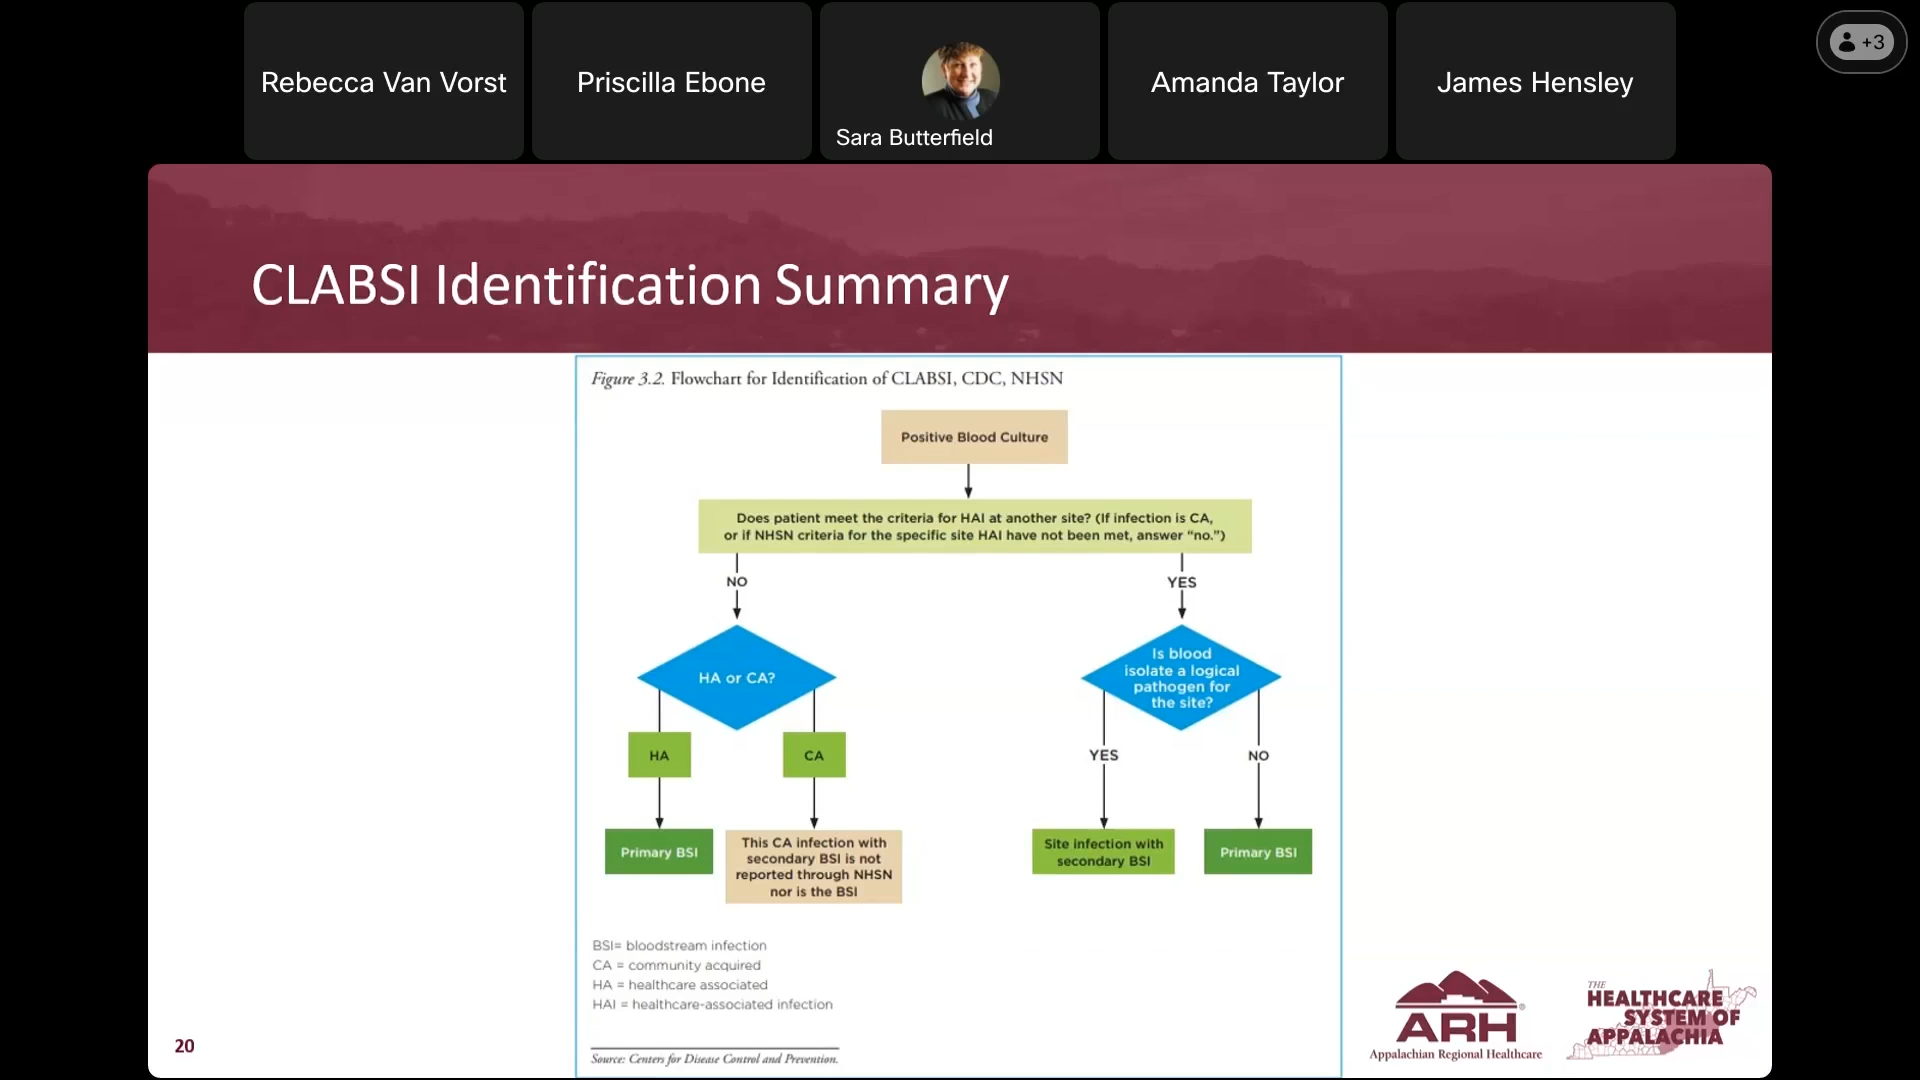 Rebecca Van Vorst
Priscilla Ebone
Sara Butterfield
Amanda Taylor
James Hensley
+3
CLABSI Identification Summary
Figure 3.2. Flowchart for Identification of CLABSI, CDC, NHSN
Positive Blood Culture
Does patient meet the criteria for HAI at another site? (If infection is CA,
or if NHSN criteria for the specific site HAI have not been met, answer “no.”)
NO
YES
HA or CA?
Is blood
isolate a logical
pathogen for
the site?
HA
CA
YES
NO
Primary BSI
This CA infection with
secondary BSI is not
reported through NHSN
nor is the BSI
Site infection with
secondary BSI
Primary BSI
BSI= bloodstream infection
CA = community acquired
HA = healthcare associated
HAI = healthcare-associated infection
Source: Centers for Disease Control and Prevention.
20
ARH®
Appalachian Regional Healthcare
THE
HEALTHCARE
SYSTEM OF
APPALACHIA